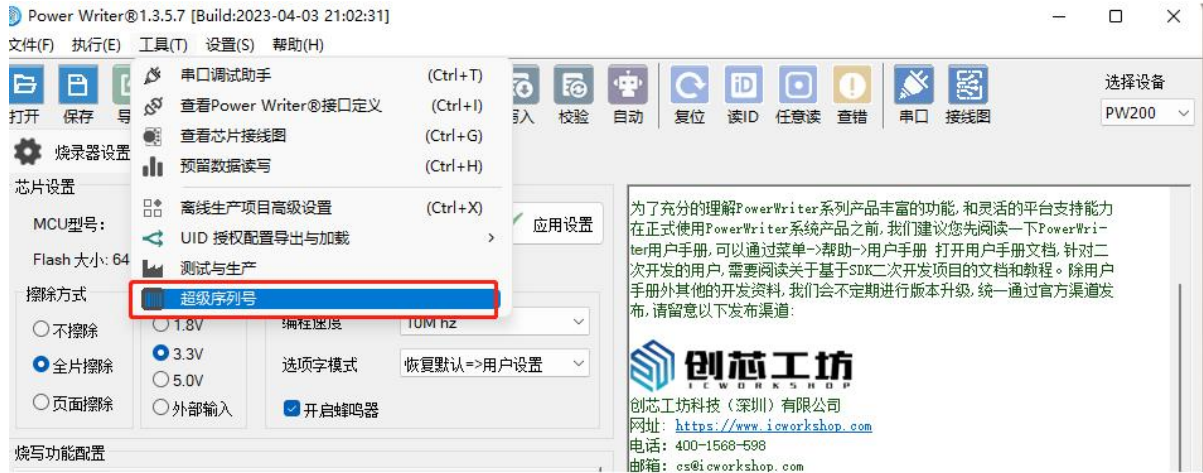 Power Writer®1.3.5.7 [Build:2023-04-03 21:02:31]
文件(F) 执行(E) 工具(T) 设置(S) 帮助(H)
串口调试助手 (Ctrl+T)
查看Power Writer®接口定义 (Ctrl+I)
查看芯片接线图 (Ctrl+G)
预留数据读写 (Ctrl+H)
离线生产项目高级设置 (Ctrl+X)
UID 授权配置导出与加载
测试与生产
超级序列号
打开 保存 校验 自动 复位 读ID 任意读 查错 串口 接线图
选择设备
PW200
烧录器设置
芯片设置
MCU型号:
应用设置
Flash 大小: 64
擦除方式
不擦除
全片擦除
页面擦除
1.8V
3.3V
5.0V
外部输入
编程速度 10M hz
选项字模式 恢复默认=>用户设置
开启蜂鸣器
烧写功能配置
为了充分的理解PowerWriter系列产品丰富的功能,和灵活的平台支持能力
在正式使用PowerWriter系统产品之前,我们建议您先阅读一下PowerWri-
ter用户手册,可以通过菜单->帮助->用户手册 打开用户手册文档,针对二
次开发的用户,需要阅读关于基于SDK二次开发项目的文档和教程。除用户
手册外其他的开发资料,我们会不定期进行版本升级,统一通过官方渠道发
布,请留意以下发布渠道:
创芯工坊
ICWORKSHOP
创芯工坊科技（深圳）有限公司
网址: https://www.icworkshop.com
电话: 400-1568-598
邮箱: cs@icworkshop.com